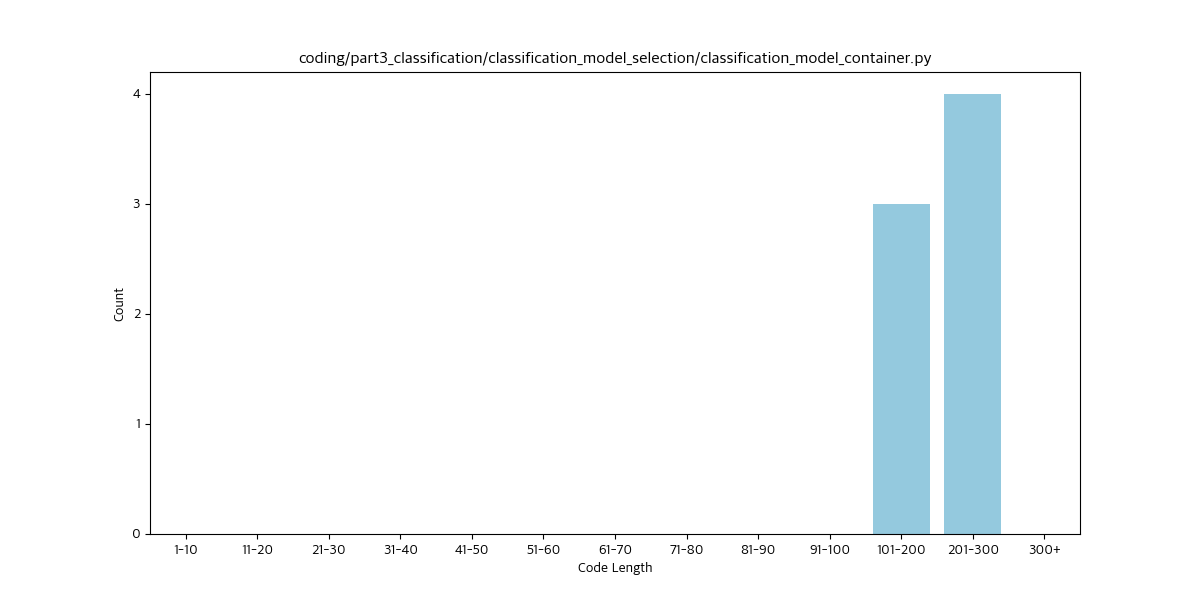 coding/part3_classification/classification_model_selection/classification_model_container.py
4
3
2
1
0
Count
1-10 11-20 21-30 31-40 41-50 51-60 61-70 71-80 81-90 91-100 101-200 201-300 300+
Code Length